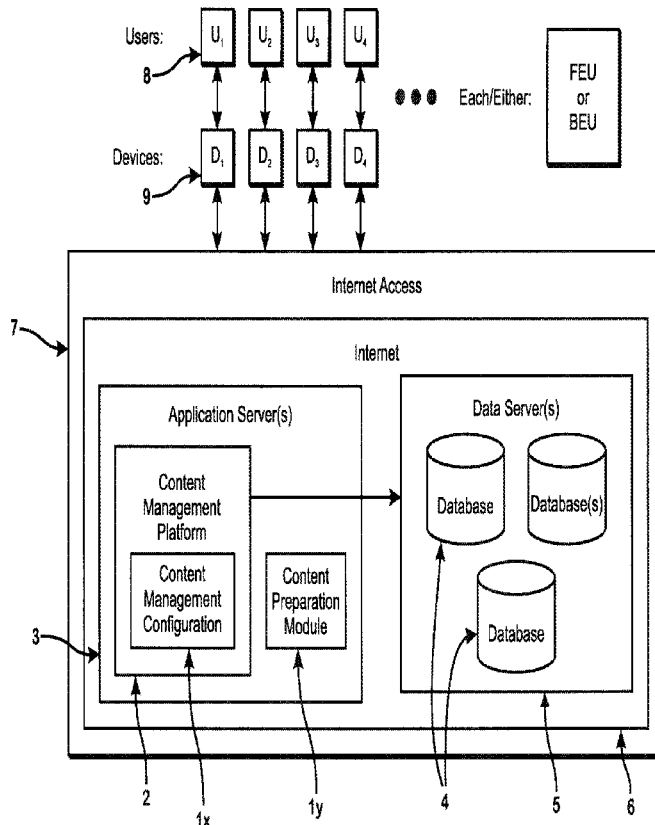 Users: U1 U2 U3 U4
8
Each/Either:
FEU
or
BEU
Devices: D1 D2 D3 D4
9
Internet Access
7
Internet
Application Server(s)
Data Server(s)
Content
Management
Platform
Database
Database(s)
Content
Management
Configuration
Content
Preparation
Module
Database
3
2
1x
1y
4
5
6